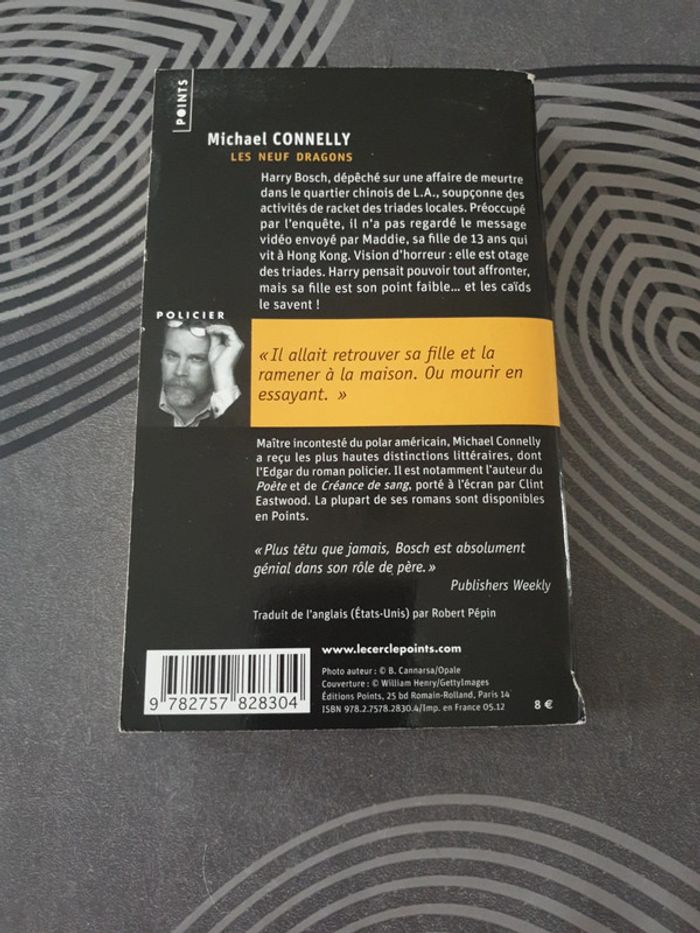 POINTS
Michael CONNELLY
LES NEUF DRAGONS
Harry Bosch, dépêché sur une affaire de meurtre
dans le quartier chinois de L.A., soupçonne des
activités de racket des triades locales. Préoccupé
par l'enquête, il n'a pas regardé le message
vidéo envoyé par Maddie, sa fille de 13 ans qui
vit à Hong Kong. Vision d'horreur : elle est otage
des triades. Harry pensait pouvoir tout affronter,
mais sa fille est son point faible... et les caïds
le savent !
POLICIER
« Il allait retrouver sa fille et la
ramener à la maison. Ou mourir en
essayant. »
Maître incontesté du polar américain, Michael Connelly
a reçu les plus hautes distinctions littéraires, dont
l'Edgar du roman policier. Il est notamment l'auteur du
Poète et de Créance de sang, porté à l'écran par Clint
Eastwood. La plupart de ses romans sont disponibles
en Points.
« Plus têtu que jamais, Bosch est absolument
génial dans son rôle de père. »
Publishers Weekly
Traduit de l'anglais (États-Unis) par Robert Pépin
www.lecerclepoints.com
Photo auteur : © B. Cannarsa/Opale
Couverture : © William Henry/GettyImages
Éditions Points, 25 bd Romain-Rolland, Paris 14
ISBN 978.2.7578.2830.4/Imp. en France 05.12
8 €
9 782757 828304